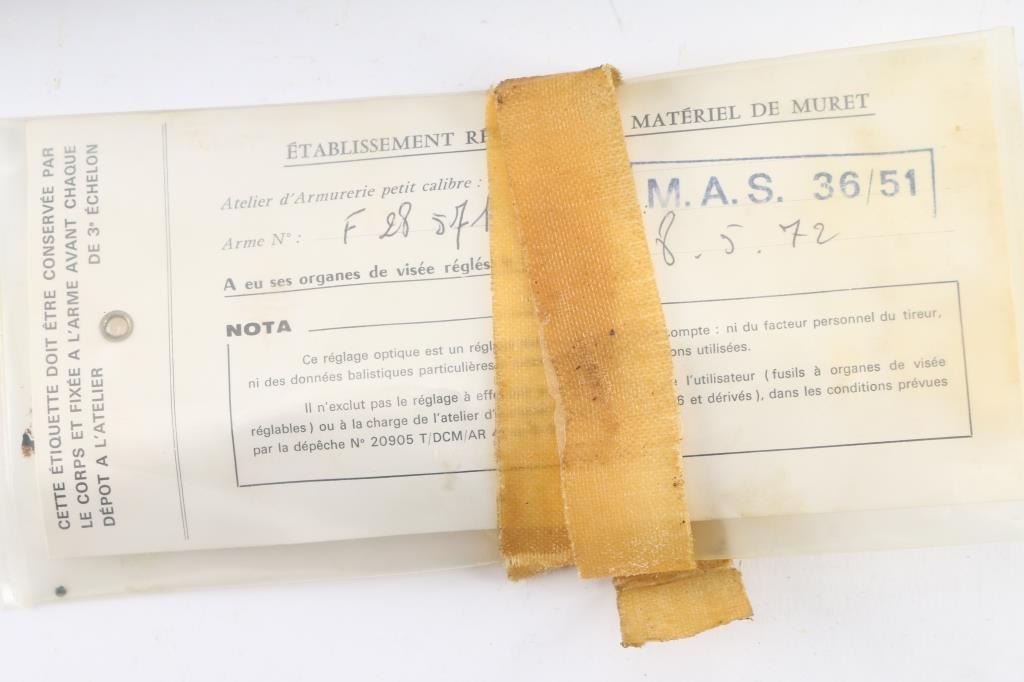 CETTE ÉTIQUETTE DOIT ÊTRE CONSERVÉE PAR
LE CORPS ET FIXÉE A L'ARME AVANT CHAQUE
DÉPOT A L'ATELIER DE 3e ÉCHELON
ÉTABLISSEMENT MATÉRIEL DE MURET
Atelier d'Armurerie petit calibre : M.A.S. 36/51
Arme N° : F 28 571
A eu ses organes de visée réglés 8.5.72
NOTA
Ce réglage optique est un ompte : ni du facteur personnel du tireur,
ni des données balistiques particulières ons utilisées.
Il n'exclut pas le réglage à l'utilisateur (fusils à organes de visée
réglables) ou à la charge de l'atelier 6 et dérivés), dans les conditions prévues
par la dépêche N° 20905 T/DCM/AR